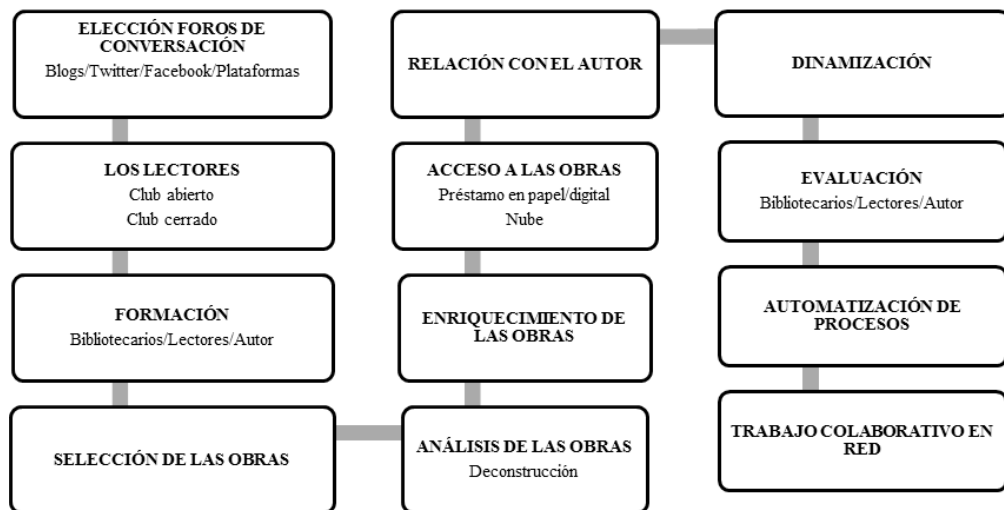 ELECCIÓN FOROS DE
CONVERSACIÓN
Blogs/Twitter/Facebook/Plataformas
LOS LECTORES
Club abierto
Club cerrado
FORMACIÓN
Bibliotecarios/Lectores/Autor
SELECCIÓN DE LAS OBRAS
ANÁLISIS DE LAS OBRAS
Deconstrucción
ENRIQUECIMIENTO DE
LAS OBRAS
ACCESO A LAS OBRAS
Préstamo en papel/digital
Nube
RELACIÓN CON EL AUTOR
DINAMIZACIÓN
EVALUACIÓN
Bibliotecarios/Lectores/Autor
AUTOMATIZACIÓN DE
PROCESOS
TRABAJO COLABORATIVO EN
RED